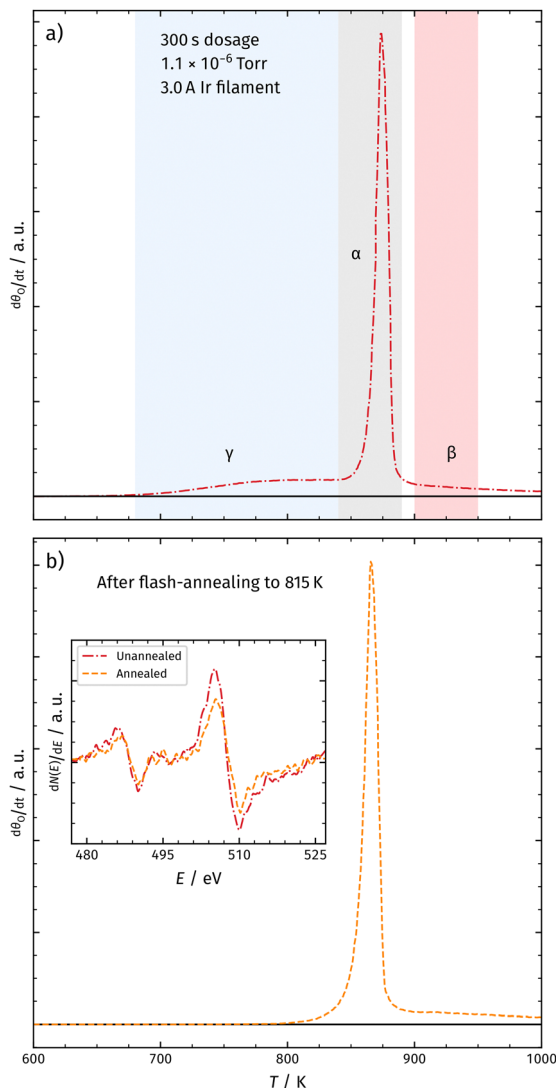 a)
300 s dosage
1.1 × 10⁻⁶ Torr
3.0 A Ir filament
dθO/dt / a. u.
α
γ
β
b)
After flash-annealing to 815 K
Unannealed
Annealed
dN(E)/dE / a. u.
480 495 510 525
E / eV
dθO/dt / a. u.
600 700 800 900 1000
T / K